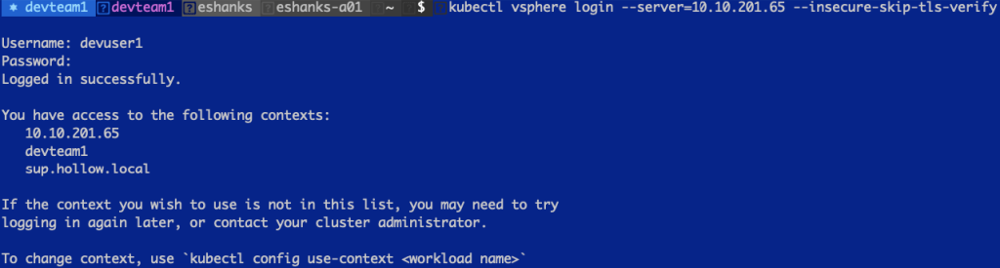 * devteam1 devteam1 eshanks eshanks-a01 ~ $ kubectl vsphere login --server=10.10.201.65 --insecure-skip-tls-verify
Username: devuser1
Password:
Logged in successfully.
You have access to the following contexts:
10.10.201.65
devteam1
sup.hollow.local
If the context you wish to use is not in this list, you may need to try
logging in again later, or contact your cluster administrator.
To change context, use `kubectl config use-context <workload name>`